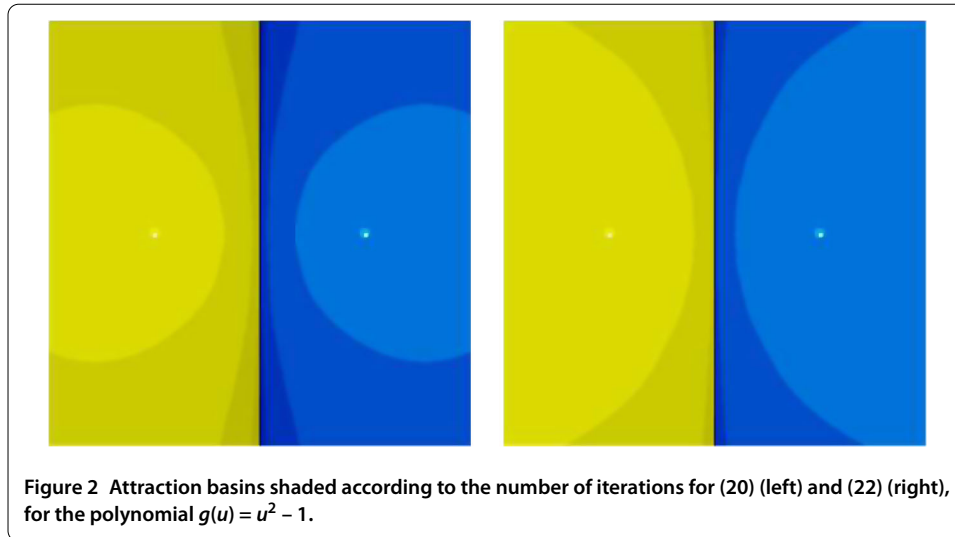 Figure 2 Attraction basins shaded according to the number of iterations for (20) (left) and (22) (right),
for the polynomial g(u) = u² – 1.